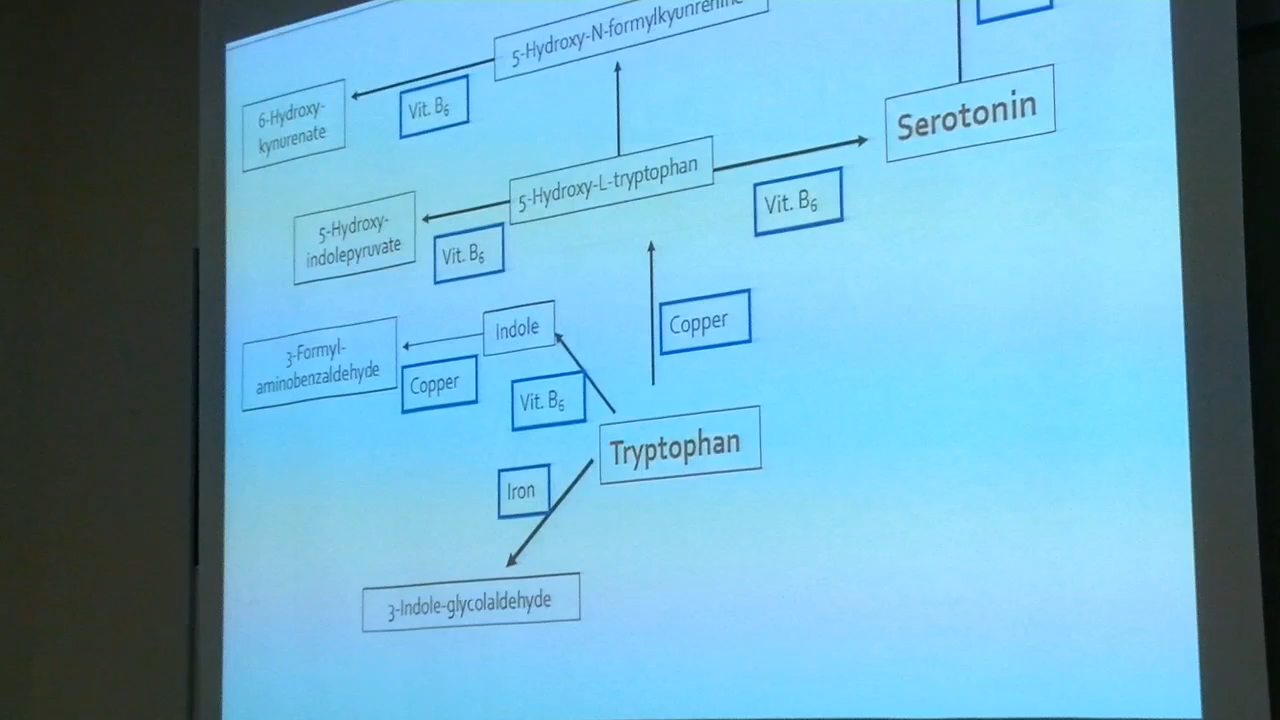 5-Hydroxy-N-formylkyunrenine
6-Hydroxy-
kynurenate
Vit. B6
Serotonin
5-Hydroxy-L-tryptophan
Vit. B6
5-Hydroxy-
indolepyruvate
Vit. B6
Indole
Copper
3-Formyl-
aminobenzaldehyde
Copper
Vit. B6
Tryptophan
Iron
3-Indole-glycolaldehyde